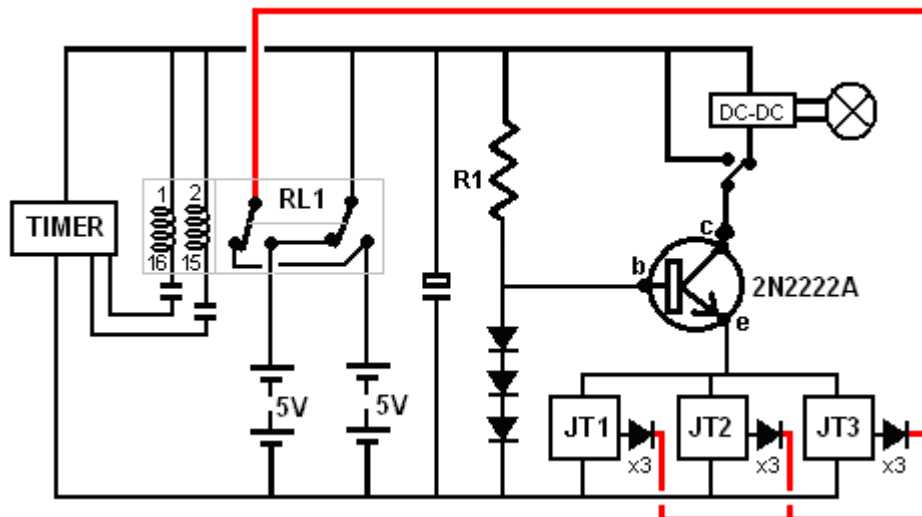 DC-DC
1
2
RL1
R1
TIMER
16
15
c
b
2N2222A
e
5V
5V
JT1
JT2
JT3
x3
x3
x3